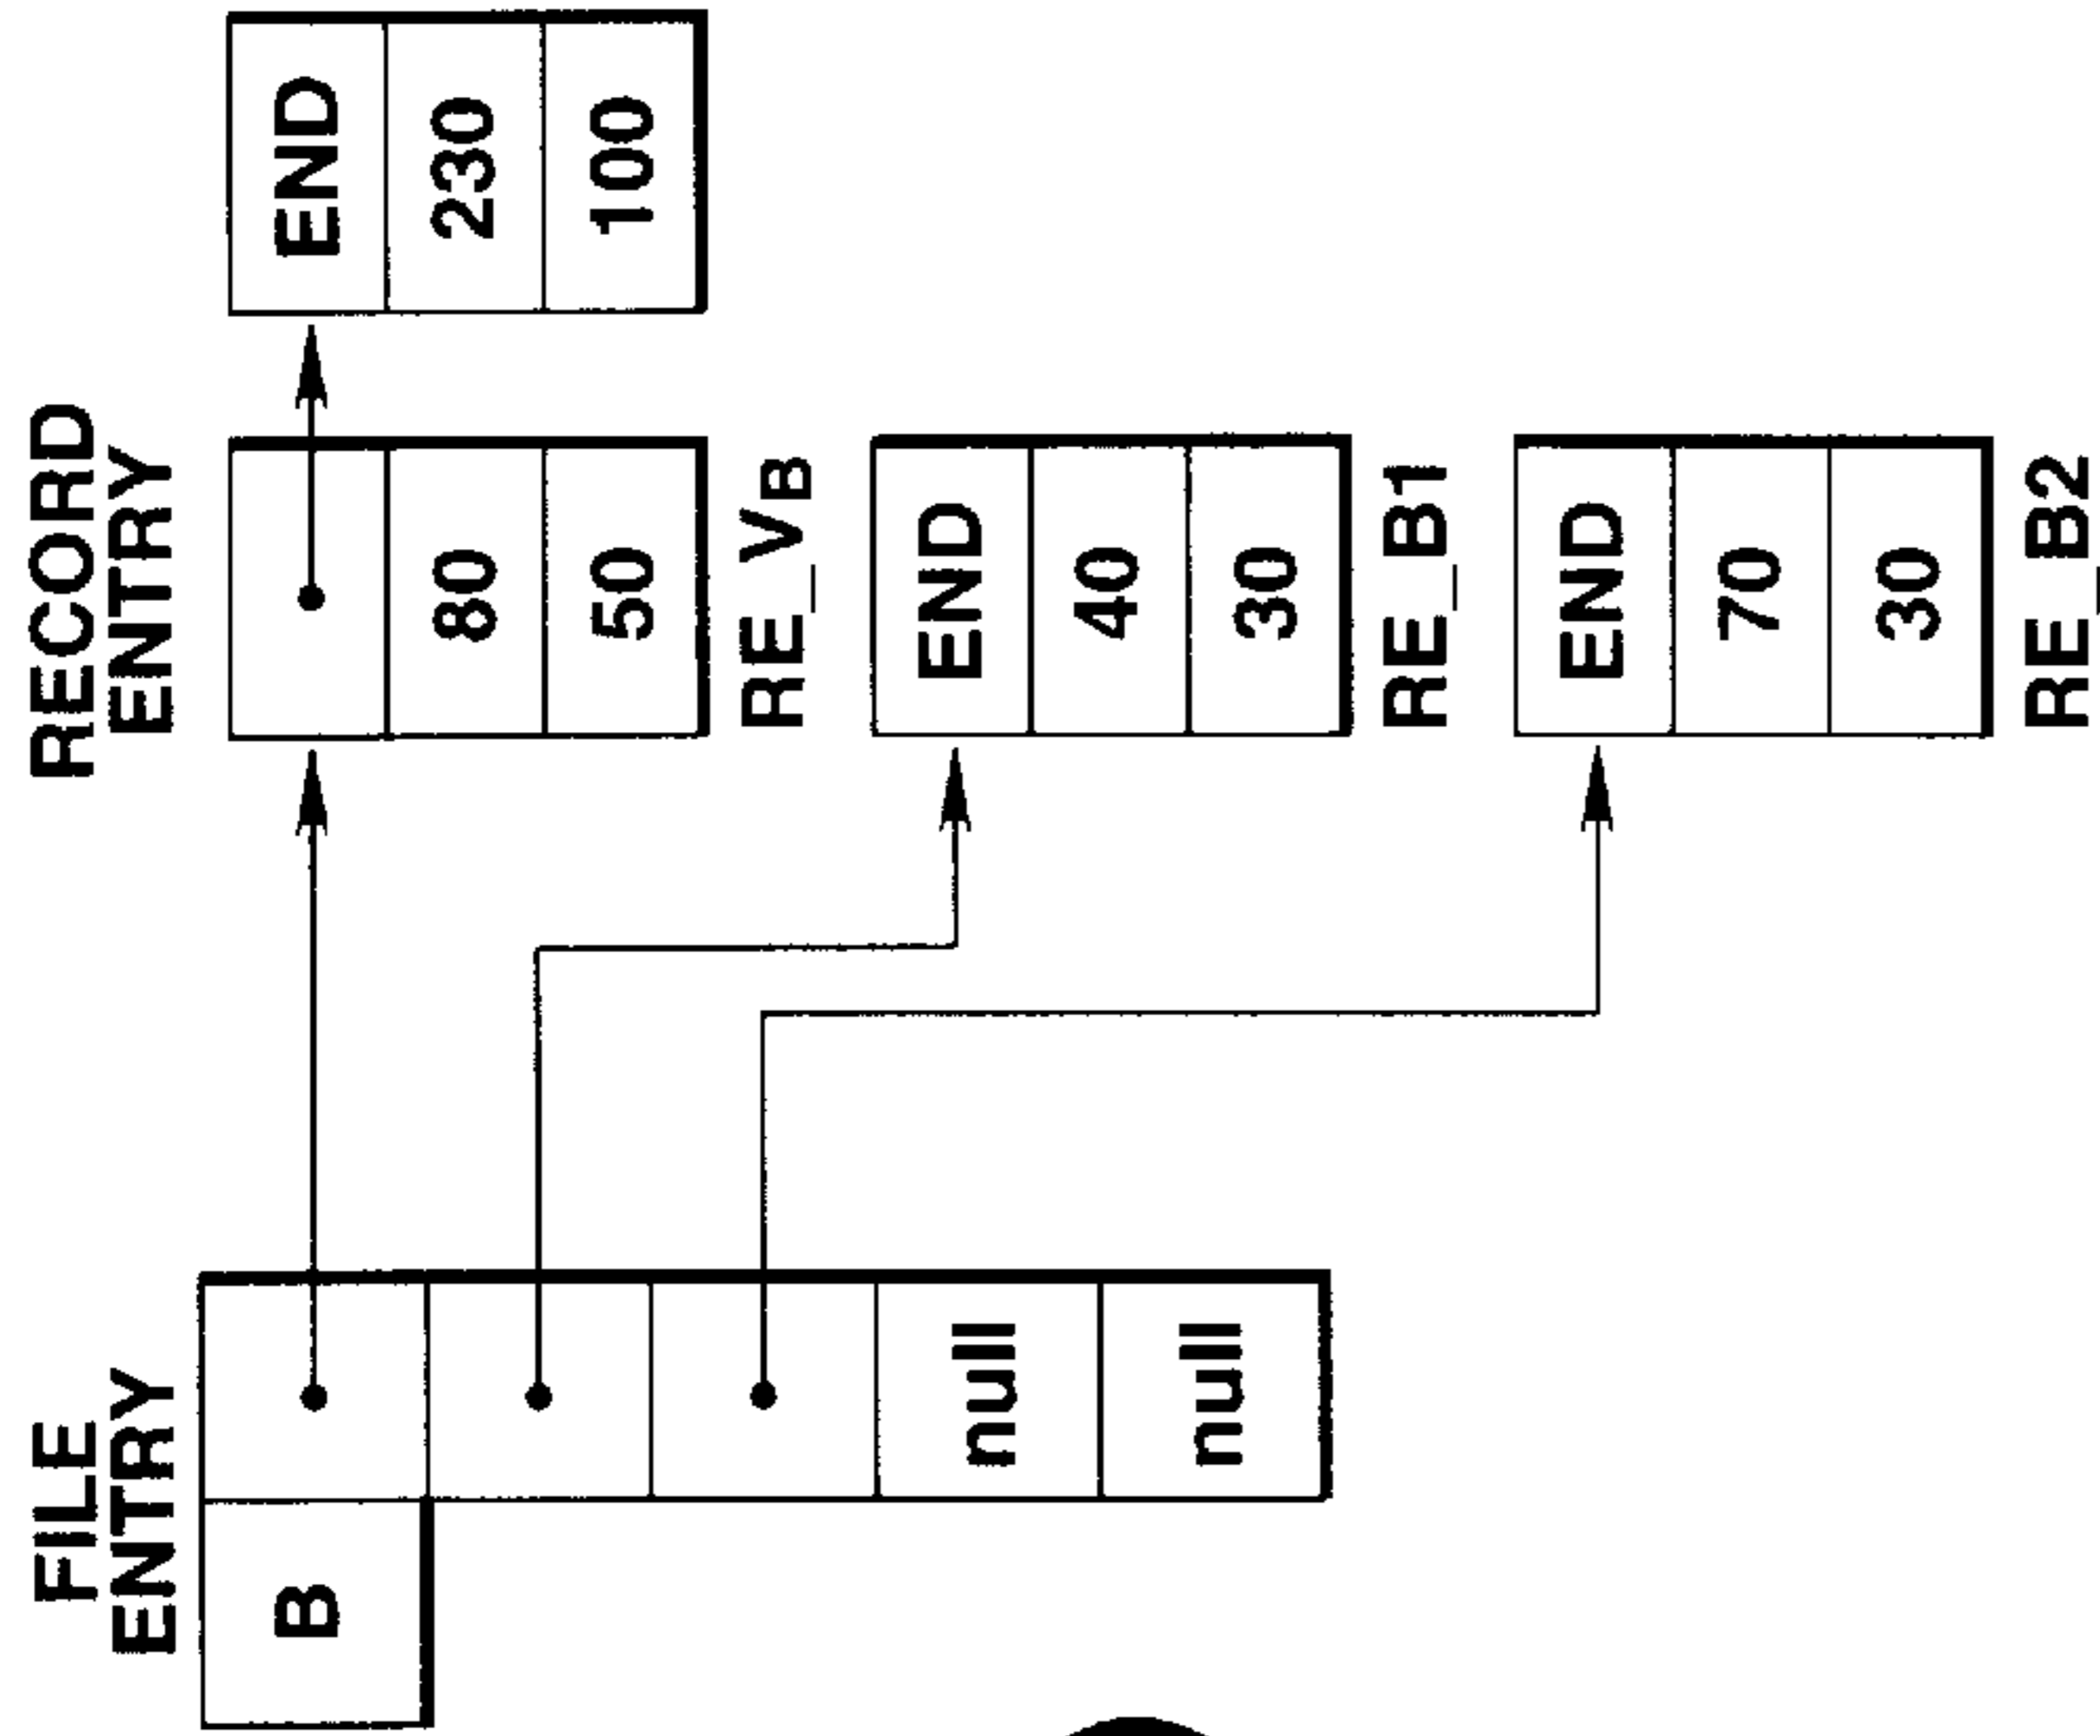 FILE
ENTRY
RECORD
ENTRY
B
END
80
230
50
100
RE_VB
null
END
40
null
30
RE_B1
END
70
30
RE_B2